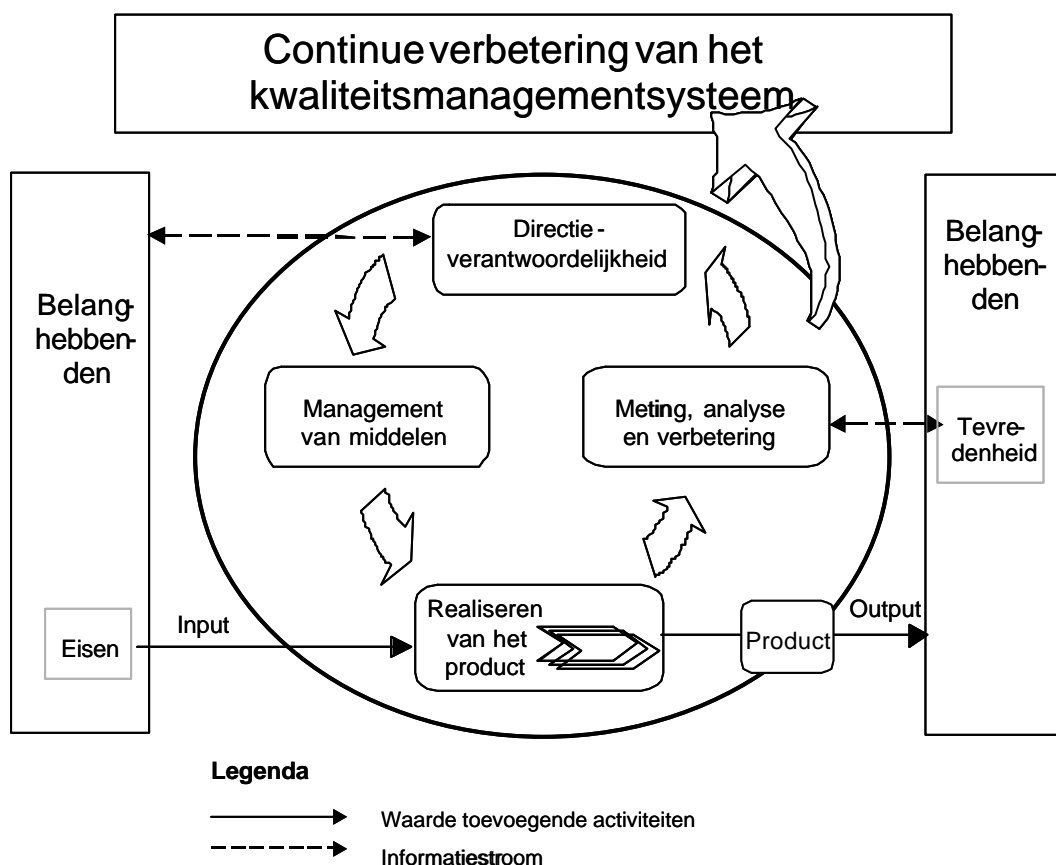 Continue verbetering van het
kwaliteitsmanagementsysteem
Belang-
hebben-
den
Directie -
verantwoordelijkheid
Belang-
hebben-
den
Management
van middelen
Meting, analyse
en verbetering
Tevre-
denheid
Eisen
Input
Realiseren
van het
product
Product
Output
Legenda
Waarde toevoegende activiteiten
Informatiestroom